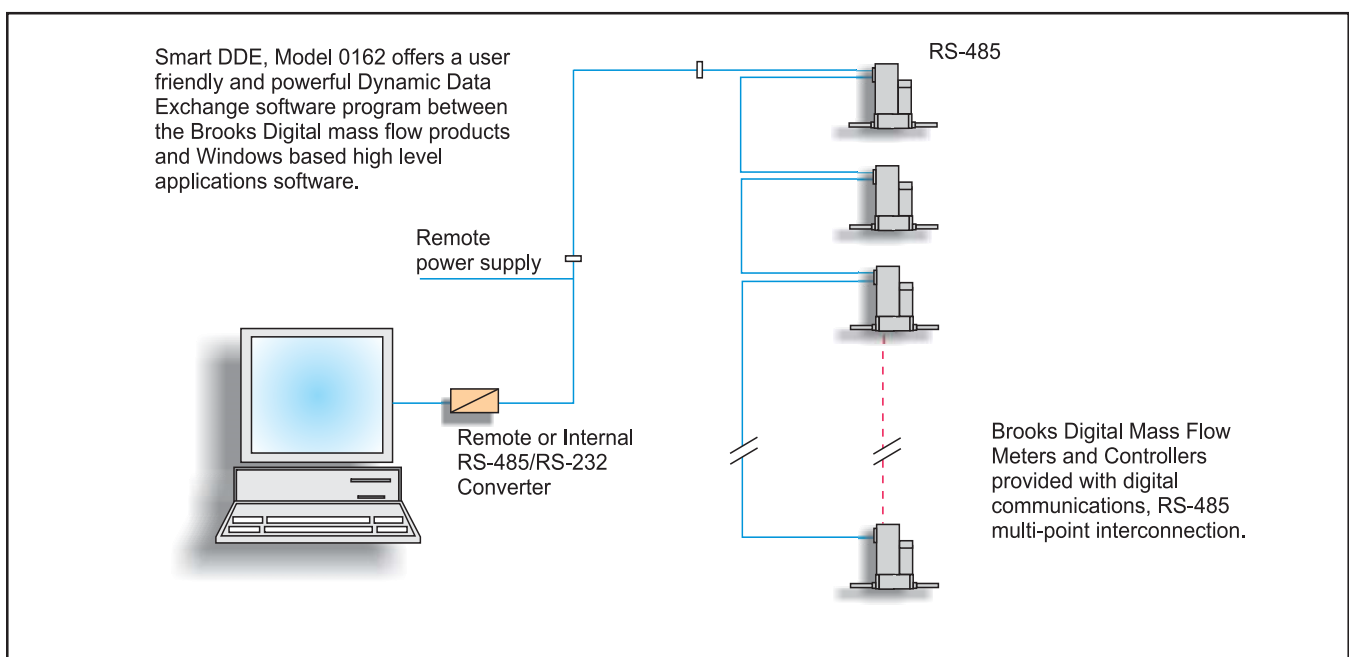 Smart DDE, Model 0162 offers a user
friendly and powerful Dynamic Data
Exchange software program between
the Brooks Digital mass flow products
and Windows based high level
applications software.
RS-485
Remote
power supply
Remote or Internal
RS-485/RS-232
Converter
Brooks Digital Mass Flow
Meters and Controllers
provided with digital
communications, RS-485
multi-point interconnection.